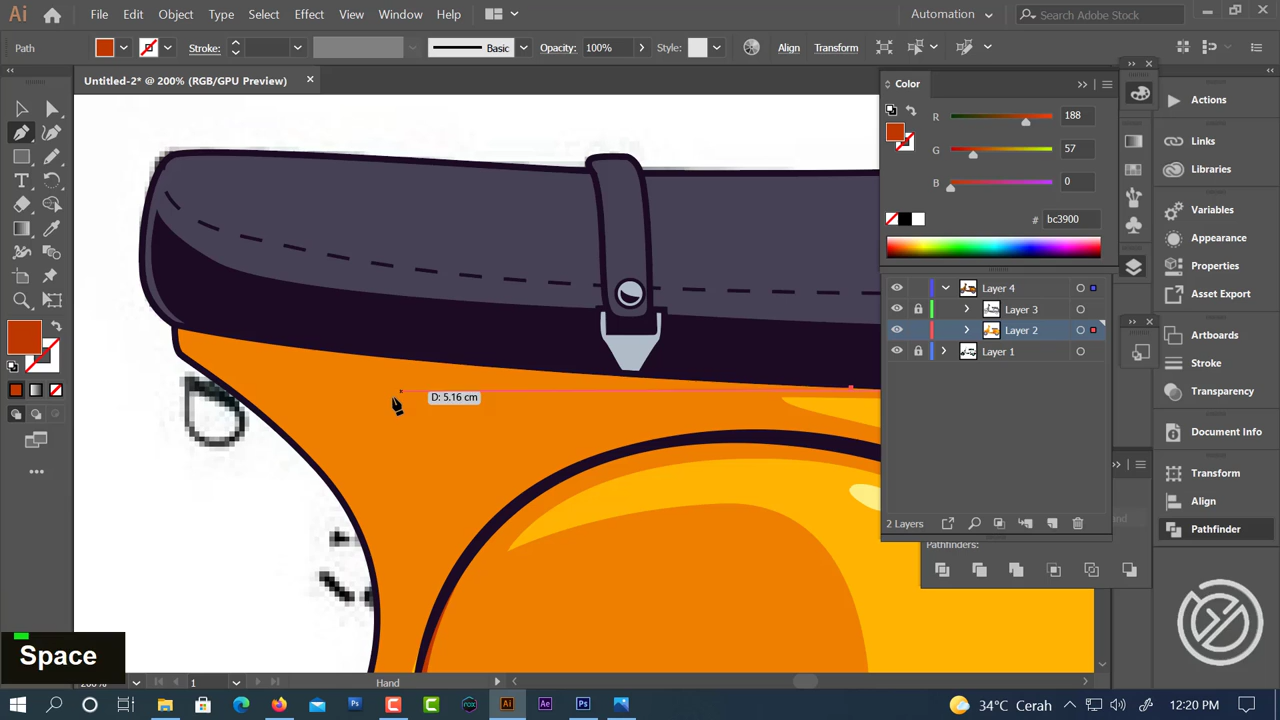 Ai File Edit Object Type Select Effect View Window Help Automation Search Adobe Stock
Path Stroke: Basic Opacity: 100% Style: Align Transform
Untitled-2* @ 200% (RGB/GPU Preview)
Color
R 188
G 57
B 0
# bc3900
Layer 4
Layer 3
Layer 2
Layer 1
2 Layers
Pathfinders:
Actions
Links
Libraries
Variables
Appearance
Properties
Asset Export
Artboards
Stroke
Transparency
Document Info
Transform
Align
Pathfinder
D: 5.16 cm
Space
200% 1 Hand
34°C Cerah 12:20 PM